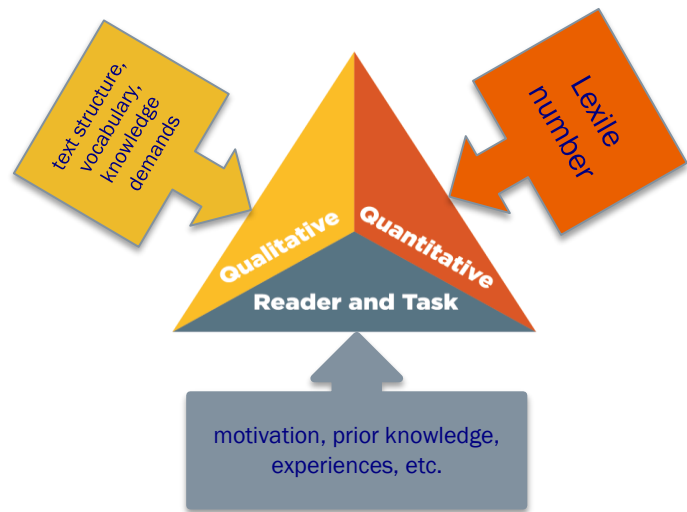 text structure,
vocabulary,
knowledge
demands
Lexile
number
Qualitative
Quantitative
Reader and Task
motivation, prior knowledge,
experiences, etc.